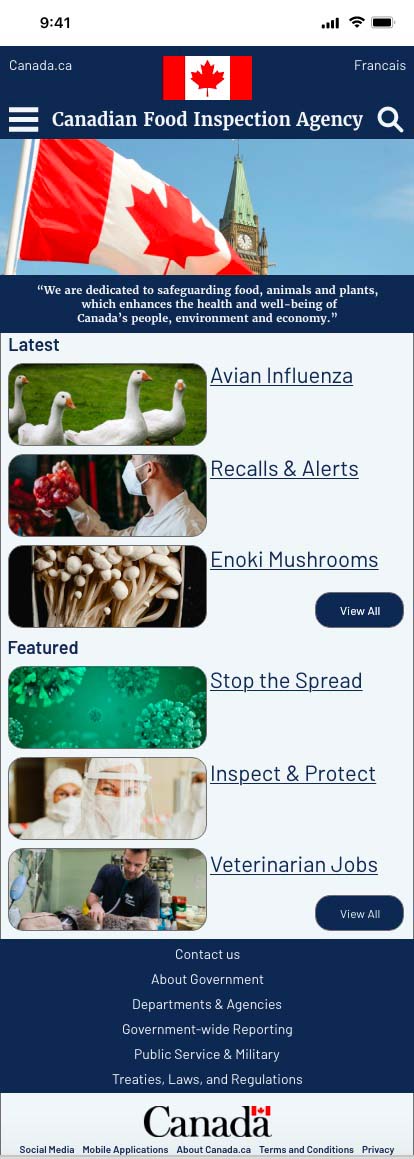 9:41
Canada.ca
Francais
Canadian Food Inspection Agency
“We are dedicated to safeguarding food, animals and plants,
which enhances the health and well-being of
Canada’s people, environment and economy.”
Latest
Avian Influenza
Recalls & Alerts
Enoki Mushrooms
View All
Featured
Stop the Spread
Inspect & Protect
Veterinarian Jobs
View All
Contact us
About Government
Departments & Agencies
Government-wide Reporting
Public Service & Military
Treaties, Laws, and Regulations
Canada
Social Media Mobile Applications About Canada.ca Terms and Conditions Privacy